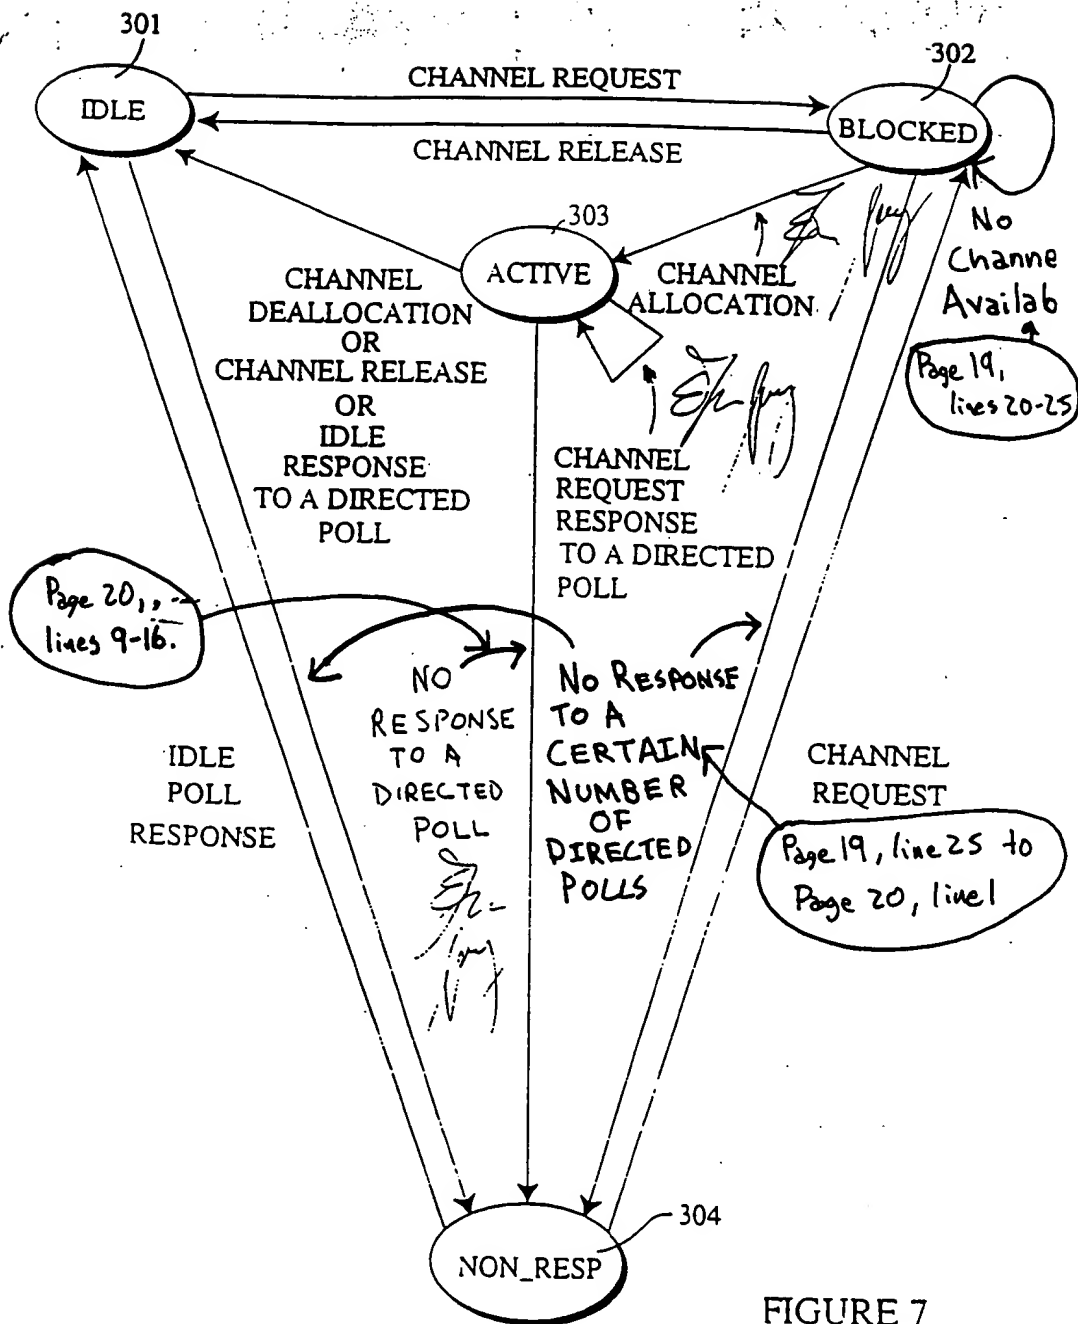 301
302
IDLE
CHANNEL REQUEST
BLOCKED
CHANNEL RELEASE
303
ACTIVE
CHANNEL
ALLOCATION
No
Channe
Availab
Page 19,
lines 20-25
CHANNEL
DEALLOCATION
OR
CHANNEL RELEASE
OR
IDLE
RESPONSE
TO A DIRECTED
POLL
CHANNEL
REQUEST
RESPONSE
TO A DIRECTED
POLL
Page 20,
lines 9-16.
NO
RESPONSE
TO A
DIRECTED
POLL
No RESPONSE
TO A
CERTAIN
NUMBER
OF
DIRECTED
POLLS
IDLE
POLL
RESPONSE
CHANNEL
REQUEST
Page 19, line 25 to
Page 20, line 1
304
NON_RESP
FIGURE 7